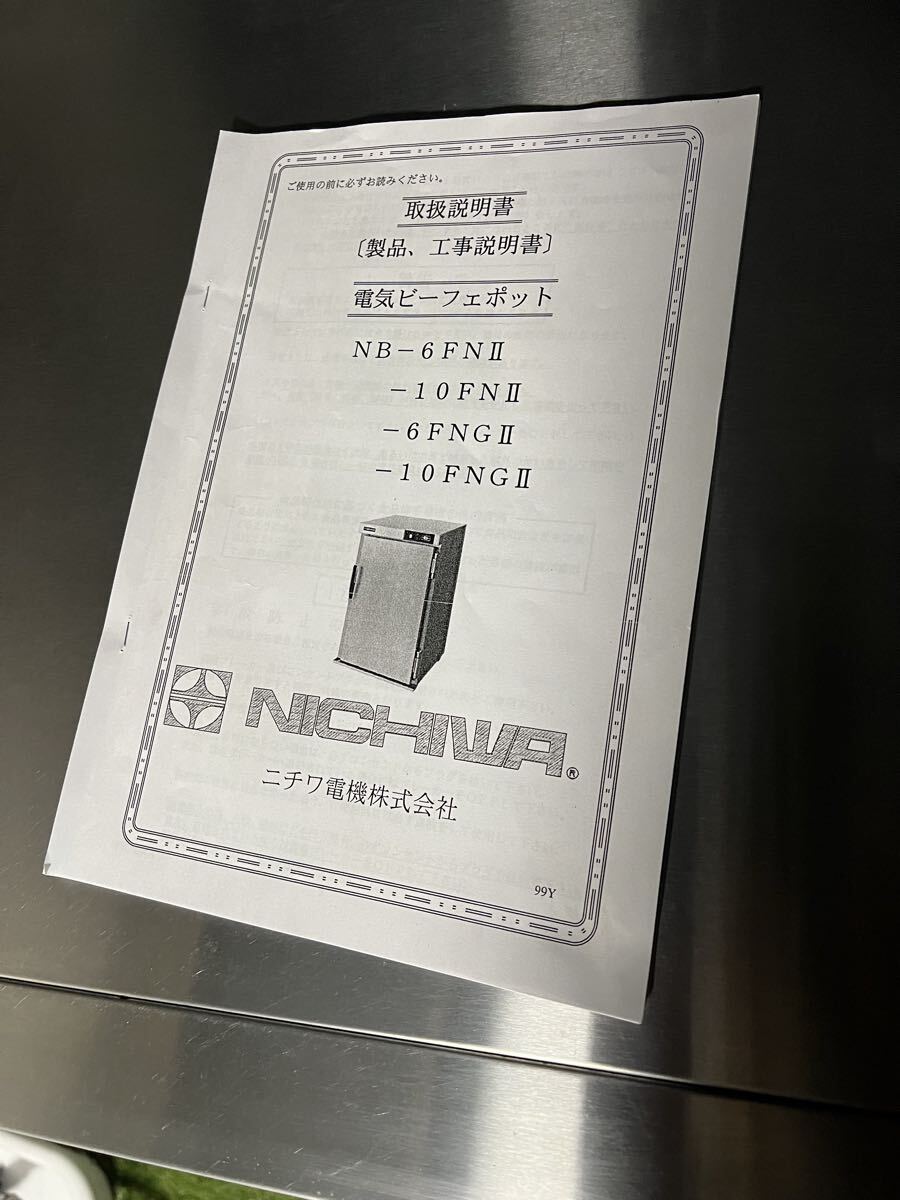 ご使用の前に必ずお読みください。
取扱説明書
〔製品、工事説明書〕
電気ビーフェポット
NB－6FNⅡ
－10FNⅡ
－6FNGⅡ
－10FNGⅡ
NICHIWA®
ニチワ電機株式会社
99Y